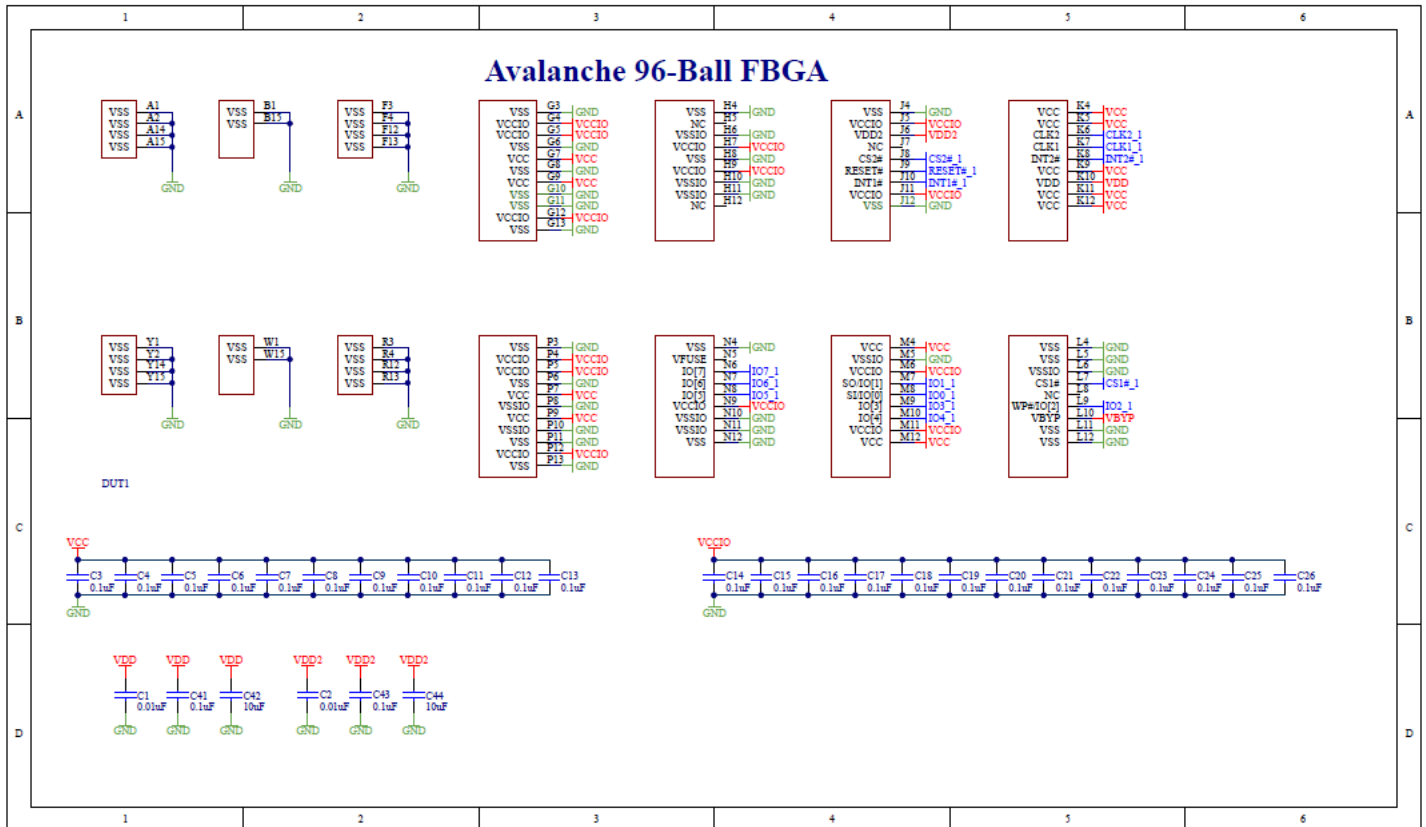 1 2 3 4 5 6
Avalanche 96-Ball FBGA
A A
VSS A1
VSS A2
VSS A14
VSS A15
GND
VSS B1
VSS B15
GND
VSS F3
VSS F4
VSS F12
VSS F13
GND
VSS G3 GND
VCCIO G4 VCCIO
VCCIO G5 VCCIO
VSS G6 GND
VCC G7 VCC
VSS G8 GND
VCC G9 VCC
VSS G10 GND
VSS G11 GND
VCCIO G12 VCCIO
VSS G13 GND
VSS H4 GND
NC H5
VSSIO H6 GND
VCCIO H7 VCCIO
VSS H8 GND
VCCIO H9 VCCIO
VSSIO H10 GND
VSSIO H11 GND
NC H12
VSS J4 GND
VCCIO J5 VCCIO
VDD2 J6 VDD2
NC J7
CS2# J8 CS2#_1
RESET# J9 RESET#_1
INT1# J10 INT1#_1
VCCIO J11 VCCIO
VSS J12 GND
VCC K4 VCC
VCC K5 VCC
CLK2 K6 CLK2_1
CLK1 K7 CLK1_1
INT2# K8 INT2#_1
VCC K9 VCC
VDD K10 VDD
VCC K11 VCC
VCC K12 VCC
B B
VSS Y1
VSS Y2
VSS Y14
VSS Y15
GND
VSS W1
VSS W15
GND
VSS R3
VSS R4
VSS R12
VSS R13
GND
VSS P3 GND
VCCIO P4 VCCIO
VCCIO P5 VCCIO
VSS P6 GND
VCC P7 VCC
VSSIO P8 GND
VCC P9 VCC
VSSIO P10 GND
VSS P11 GND
VCCIO P12 VCCIO
VSS P13 GND
VSS N4 GND
VFUSE N5
IO[7] N6 IO7_1
IO[6] N7 IO6_1
IO[5] N8 IO5_1
VCCIO N9 VCCIO
VSSIO N10 GND
VSSIO N11 GND
VSS N12 GND
VCC M4 VCC
VSSIO M5 GND
VCCIO M6 VCCIO
SO/IO[1] M7 IO1_1
SI/IO[0] M8 IO0_1
IO[3] M9 IO3_1
IO[4] M10 IO4_1
VCCIO M11 VCCIO
VCC M12 VCC
VSS L4 GND
VSS L5 GND
VSSIO L6 GND
CS1# L7 CS1#_1
NC L8
WP#/IO[2] L9 IO2_1
VBYP L10 VBYP
VSS L11 GND
VSS L12 GND
DUT1
C C
VCC
C3 C4 C5 C6 C7 C8 C9 C10 C11 C12 C13
0.1uF 0.1uF 0.1uF 0.1uF 0.1uF 0.1uF 0.1uF 0.1uF 0.1uF 0.1uF 0.1uF
GND
VCCIO
C14 C15 C16 C17 C18 C19 C20 C21 C22 C23 C24 C25 C26
0.1uF 0.1uF 0.1uF 0.1uF 0.1uF 0.1uF 0.1uF 0.1uF 0.1uF 0.1uF 0.1uF 0.1uF 0.1uF
GND
VDD VDD VDD VDD2 VDD2 VDD2
C1 C41 C42 C2 C43 C44
0.01uF 0.1uF 10uF 0.01uF 0.1uF 10uF
GND GND GND GND GND GND
D D
1 2 3 4 5 6